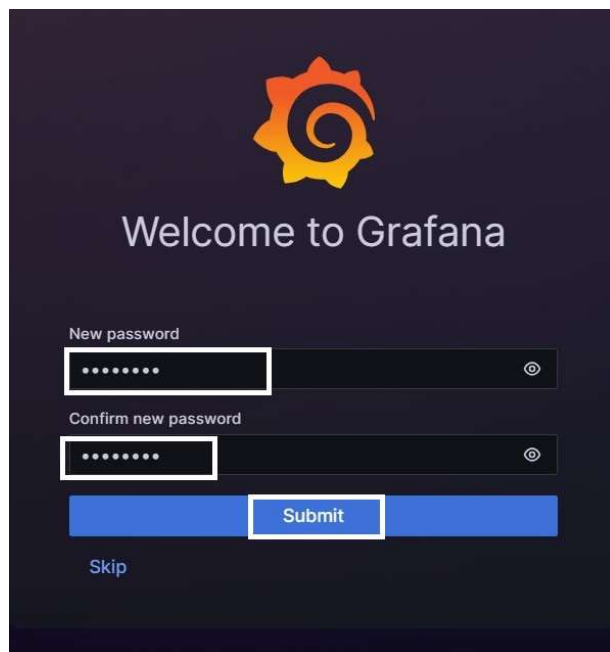 Welcome to Grafana
New password
••••••••
Confirm new password
••••••••
Submit
Skip